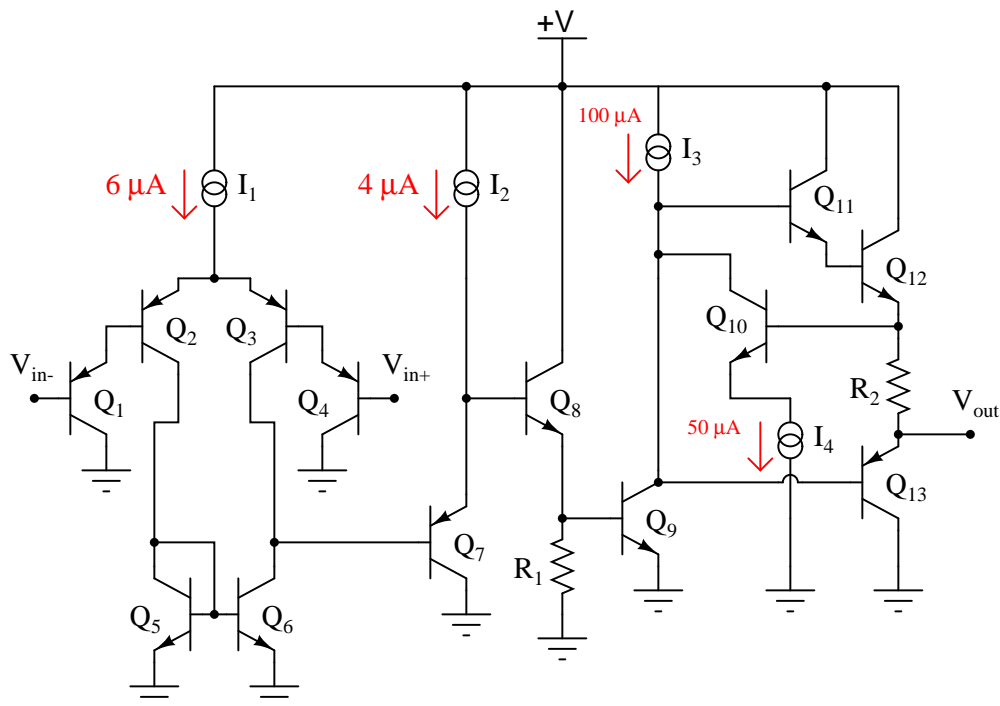 +V
100 μA
I3
6 μA
I1
4 μA
I2
Q11
Q12
Q2
Q3
Q10
Vin-
Vin+
Q1
Q4
Q8
R2
Vout
50 μA
I4
Q13
Q7
Q9
R1
Q5
Q6